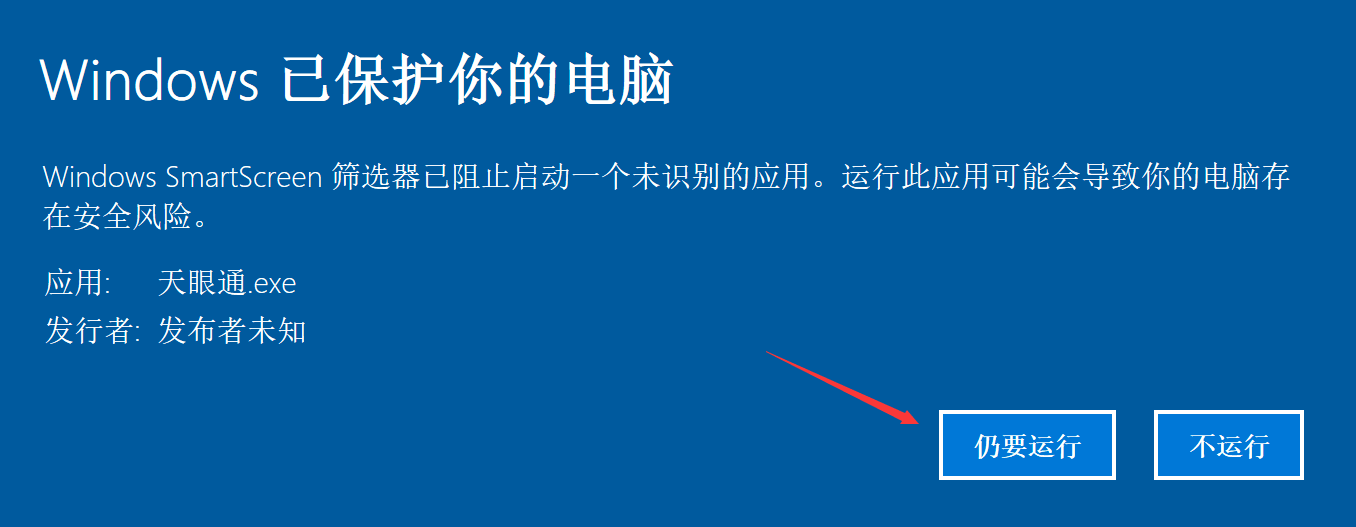 Windows 已保护你的电脑
Windows SmartScreen 筛选器已阻止启动一个未识别的应用。运行此应用可能会导致你的电脑存
在安全风险。
应用: 天眼通.exe
发行者: 发布者未知
仍要运行 不运行